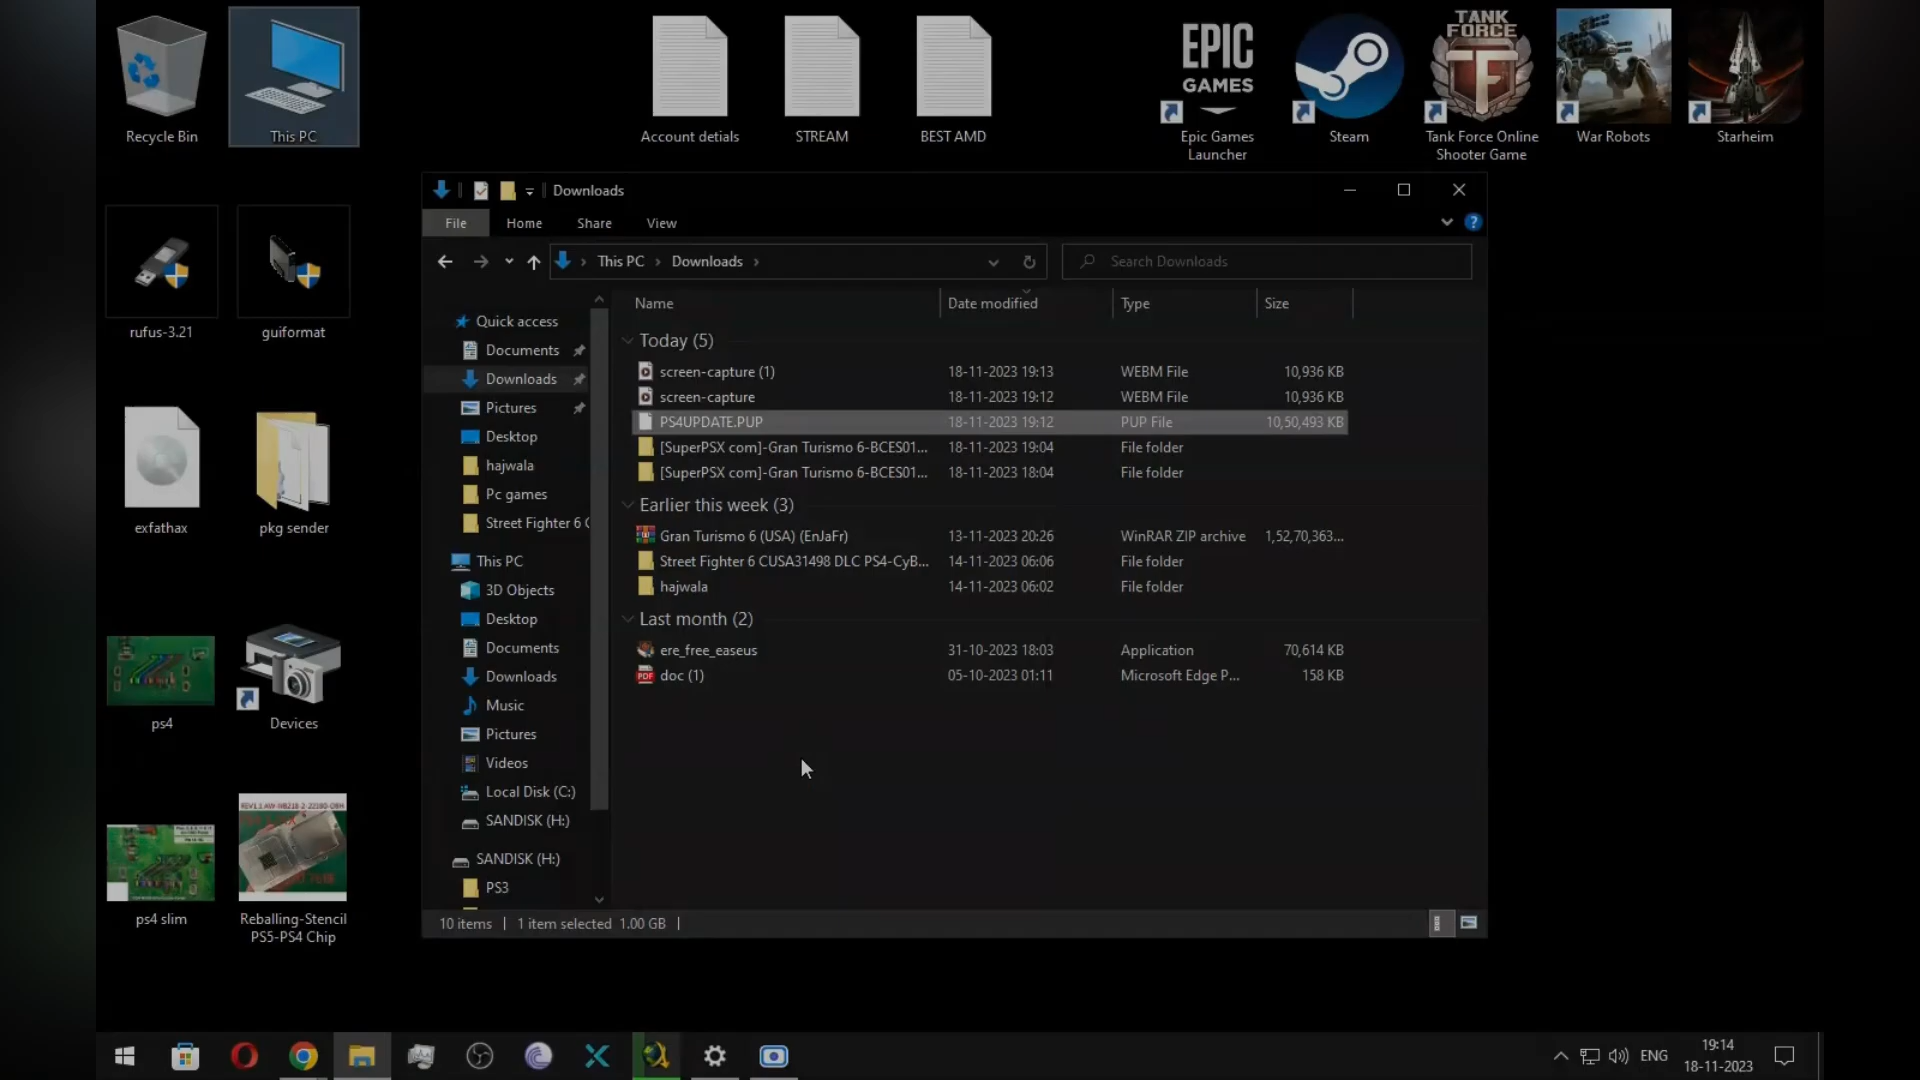 Recycle Bin
This PC
Account detials
STREAM
BEST AMD
EPIC
GAMES
Epic Games
Launcher
Steam
TANK
FORCE
Tank Force Online
Shooter Game
War Robots
Starheim
rufus-3.21
guiformat
exfathax
pkg sender
ps4
Devices
ps4 slim
Reballing-Stencil
PS5-PS4 Chip
Downloads
File Home Share View
This PC Downloads
Search Downloads
Quick access
Documents
Downloads
Pictures
Desktop
hajwala
Pc games
Street Fighter 6 C
This PC
3D Objects
Desktop
Documents
Downloads
Music
Pictures
Videos
Local Disk (C:)
SANDISK (H:)
SANDISK (H:)
PS3
Name Date modified Type Size
Today (5)
screen-capture (1) 18-11-2023 19:13 WEBM File 10,936 KB
screen-capture 18-11-2023 19:12 WEBM File 10,936 KB
PS4UPDATE.PUP 18-11-2023 19:12 PUP File 10,50,493 KB
[SuperPSX com]-Gran Turismo 6-BCES01... 18-11-2023 19:04 File folder
[SuperPSX com]-Gran Turismo 6-BCES01... 18-11-2023 18:04 File folder
Earlier this week (3)
Gran Turismo 6 (USA) (EnJaFr) 13-11-2023 20:26 WinRAR ZIP archive 1,52,70,363...
Street Fighter 6 CUSA31498 DLC PS4-CyB... 14-11-2023 06:06 File folder
hajwala 14-11-2023 06:02 File folder
Last month (2)
ere_free_easeus 31-10-2023 18:03 Application 70,614 KB
doc (1) 05-10-2023 01:11 Microsoft Edge P... 158 KB
10 items 1 item selected 1.00 GB
ENG
19:14
18-11-2023